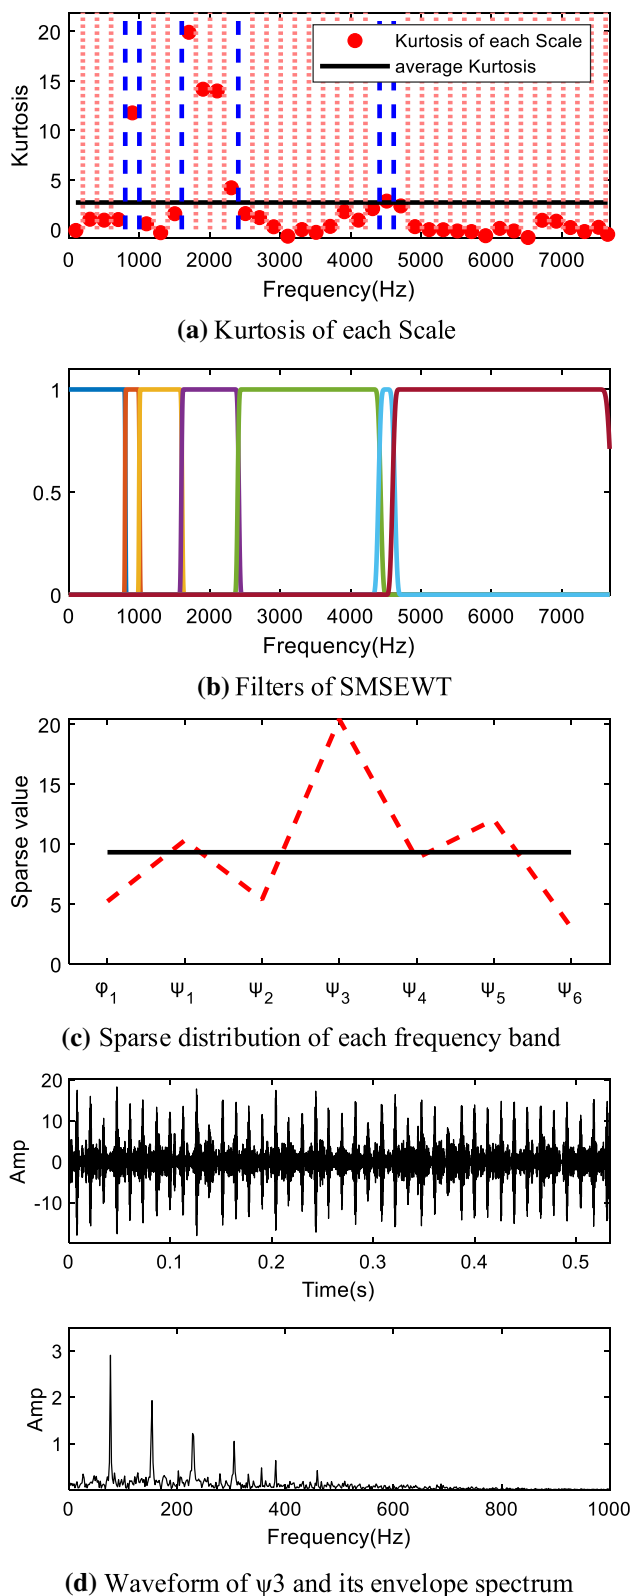 20
15
10
5
0
Kurtosis
Kurtosis of each Scale
average Kurtosis
0 1000 2000 3000 4000 5000 6000 7000
Frequency(Hz)
(a) Kurtosis of each Scale
1
0.5
0
0 1000 2000 3000 4000 5000 6000 7000
Frequency(Hz)
(b) Filters of SMSEWT
20
15
10
5
0
Sparse value
φ1 ψ1 ψ2 ψ3 ψ4 ψ5 ψ6
(c) Sparse distribution of each frequency band
20
10
0
-10
Amp
0 0.1 0.2 0.3 0.4 0.5
Time(s)
3
2
1
Amp
0 200 400 600 800 1000
Frequency(Hz)
(d) Waveform of ψ3 and its envelope spectrum